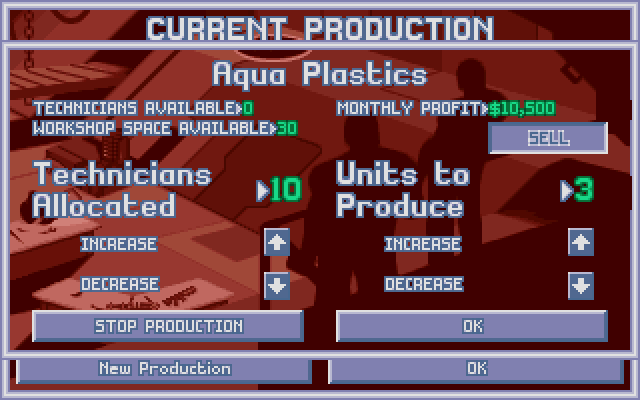 CURRENT PRODUCTION
Aqua Plastics
TECHNICIANS AVAILABLE▸0
MONTHLY PROFIT▸$10,500
WORKSHOP SPACE AVAILABLE▸30
SELL
Technicians Allocated ▸10
Units to Produce ▸3
INCREASE
INCREASE
DECREASE
DECREASE
STOP PRODUCTION
OK
New Production
OK